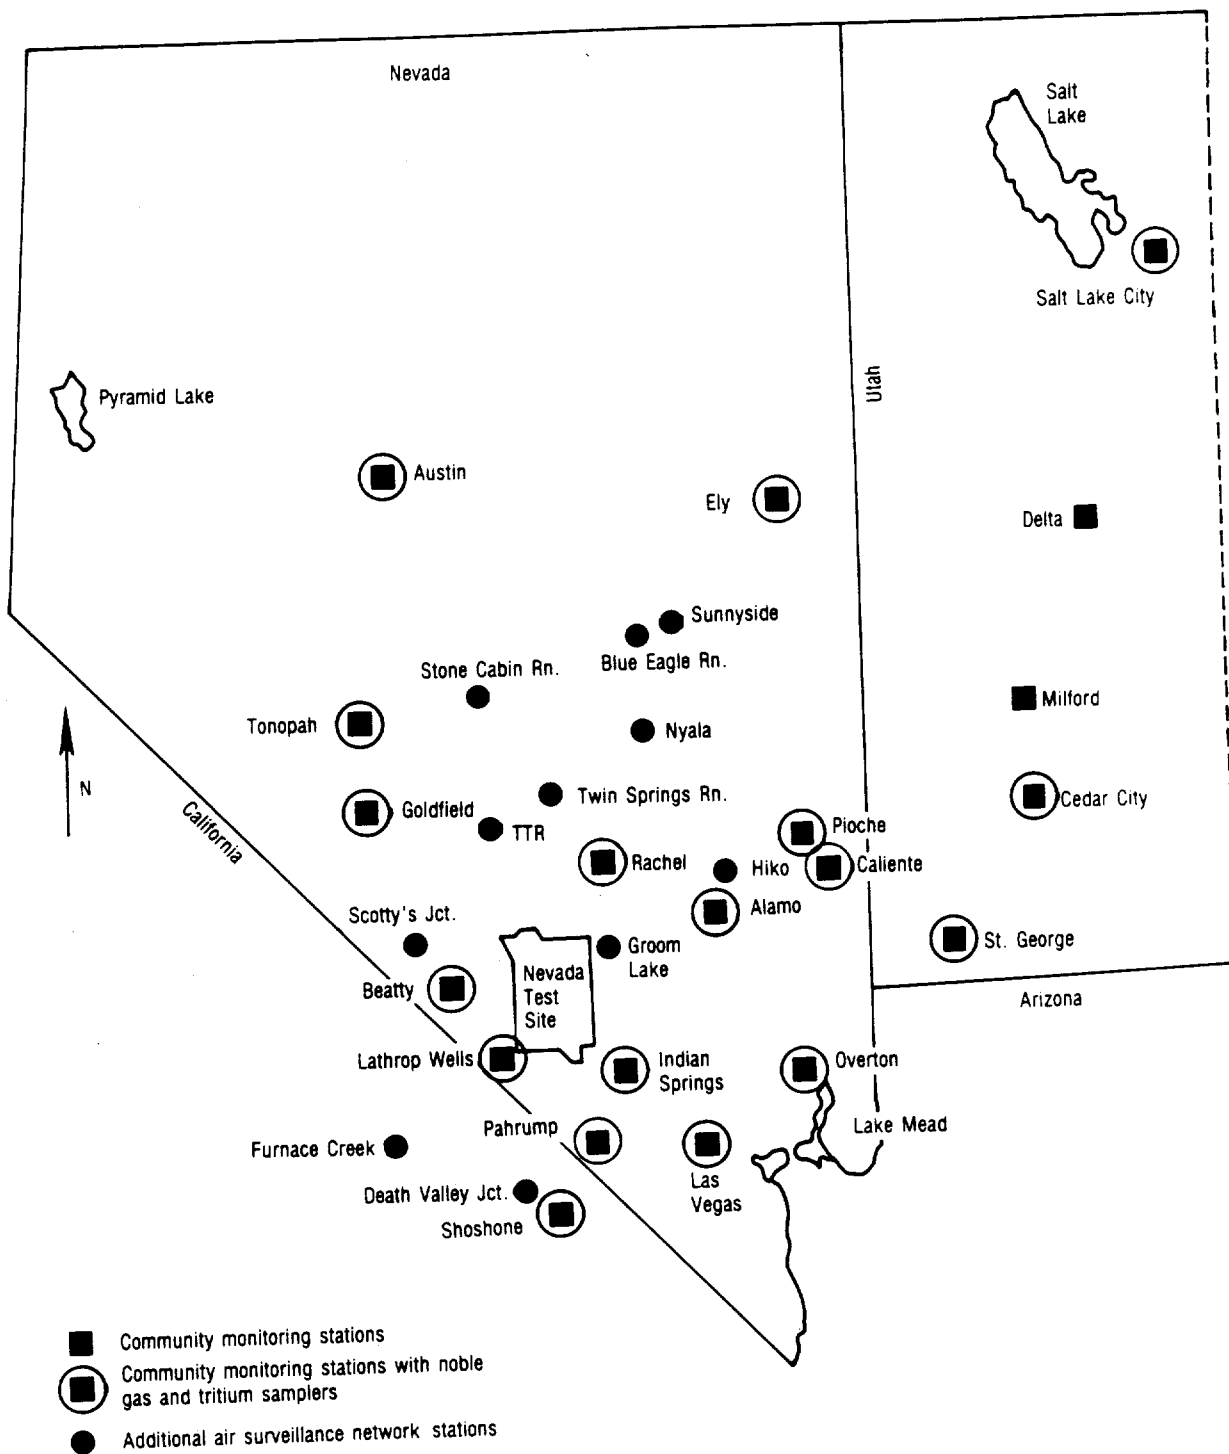 Nevada
Salt
Lake
Salt Lake City
Utah
Pyramid Lake
Austin
Ely
Delta
Sunnyside
Blue Eagle Rn.
Stone Cabin Rn.
Milford
Tonopah
Nyala
N
Twin Springs Rn.
Cedar City
California
Goldfield
TTR
Pioche
Rachel
Hiko
Caliente
Alamo
Scotty's Jct.
St. George
Groom
Lake
Nevada
Test
Site
Beatty
Arizona
Lathrop Wells
Indian
Springs
Overton
Pahrump
Lake Mead
Furnace Creek
Las
Vegas
Death Valley Jct.
Shoshone
Community monitoring stations
Community monitoring stations with noble
gas and tritium samplers
Additional air surveillance network stations